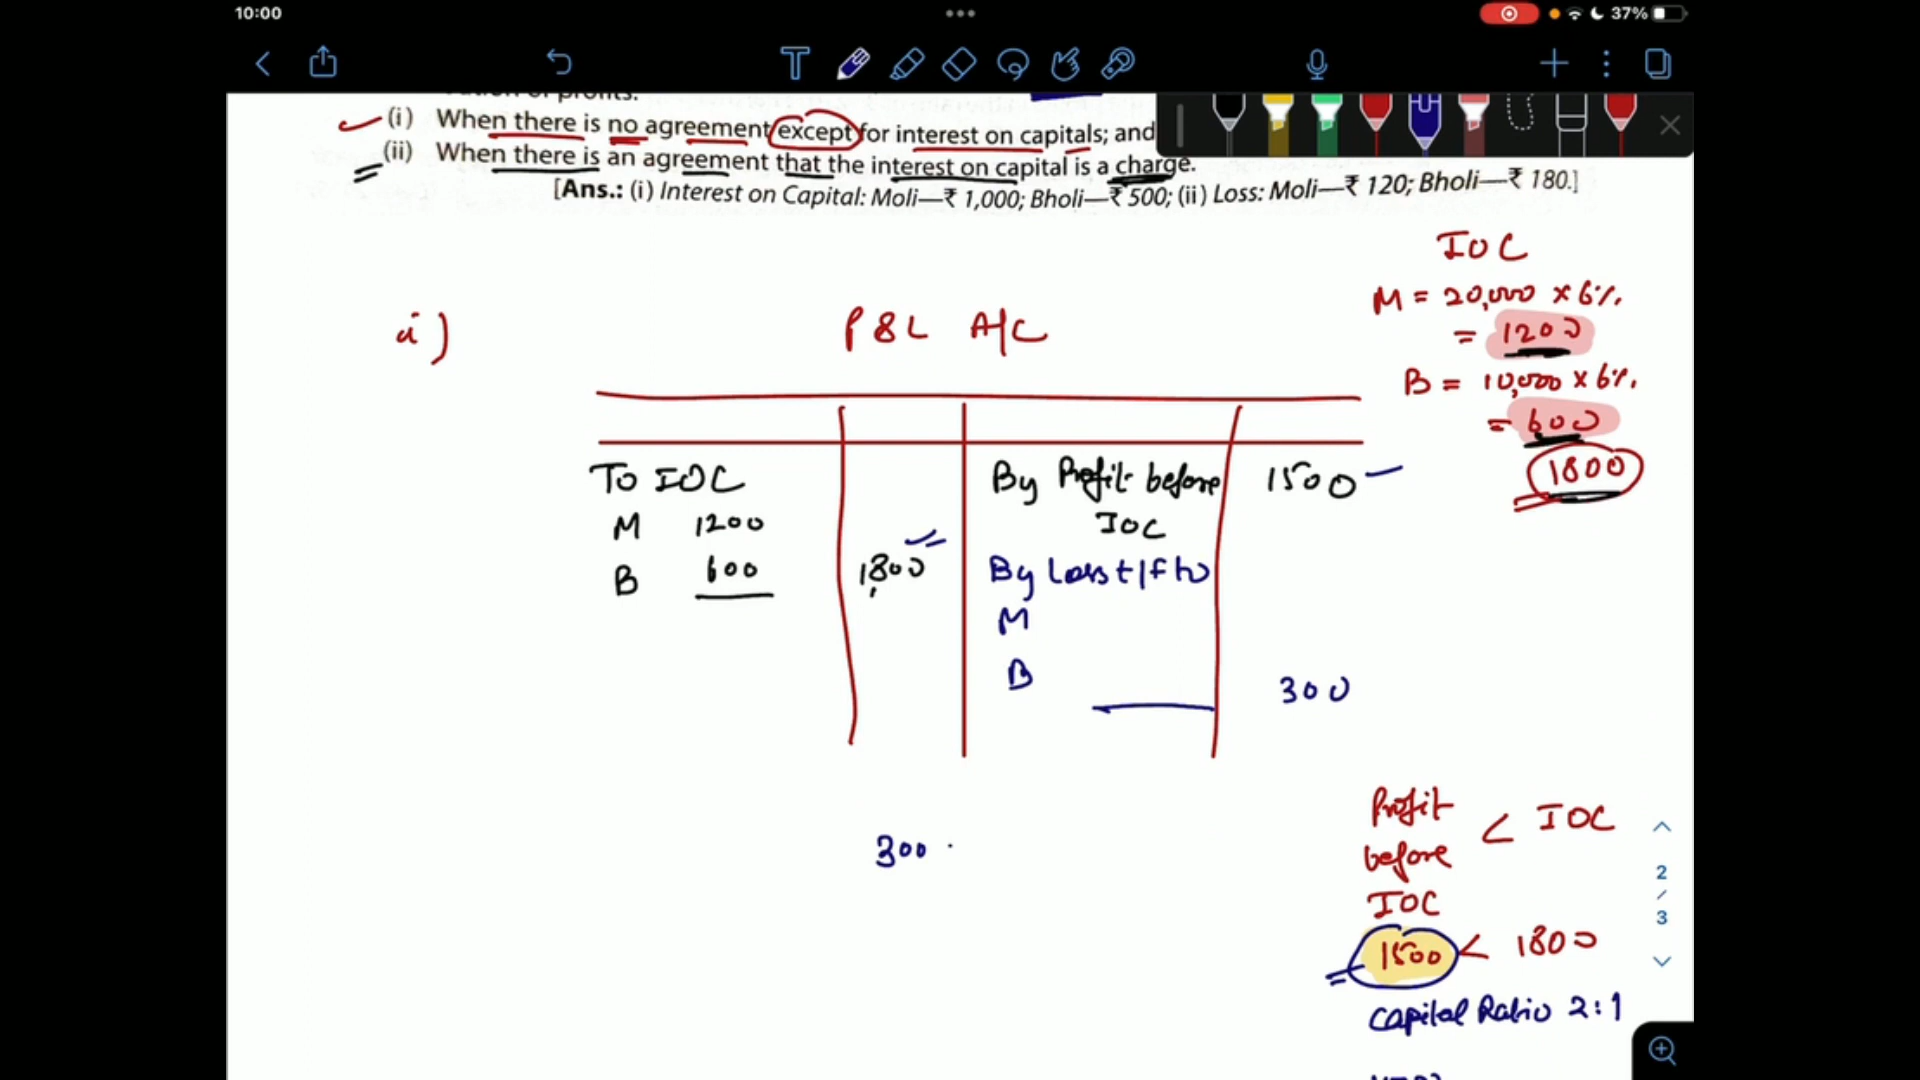 10:00
37%
(i) When there is no agreement except for interest on capitals; and
(ii) When there is an agreement that the interest on capital is a charge.
[Ans.: (i) Interest on Capital: Moli—₹ 1,000; Bholi—₹ 500; (ii) Loss: Moli—₹ 120; Bholi—₹ 180.]
IOC
M = 20,000 × 6%.
= 1200
B = 10,000 × 6%.
= 600
1800
P & L A/C
To IOC
M 1200
B 600 1,800
By Profit before 1500
IOC
By Loss t/f to
M
B
300
300
Profit < IOC
before
IOC
1500 < 1800
Capital Ratio 2:1
2
/
3